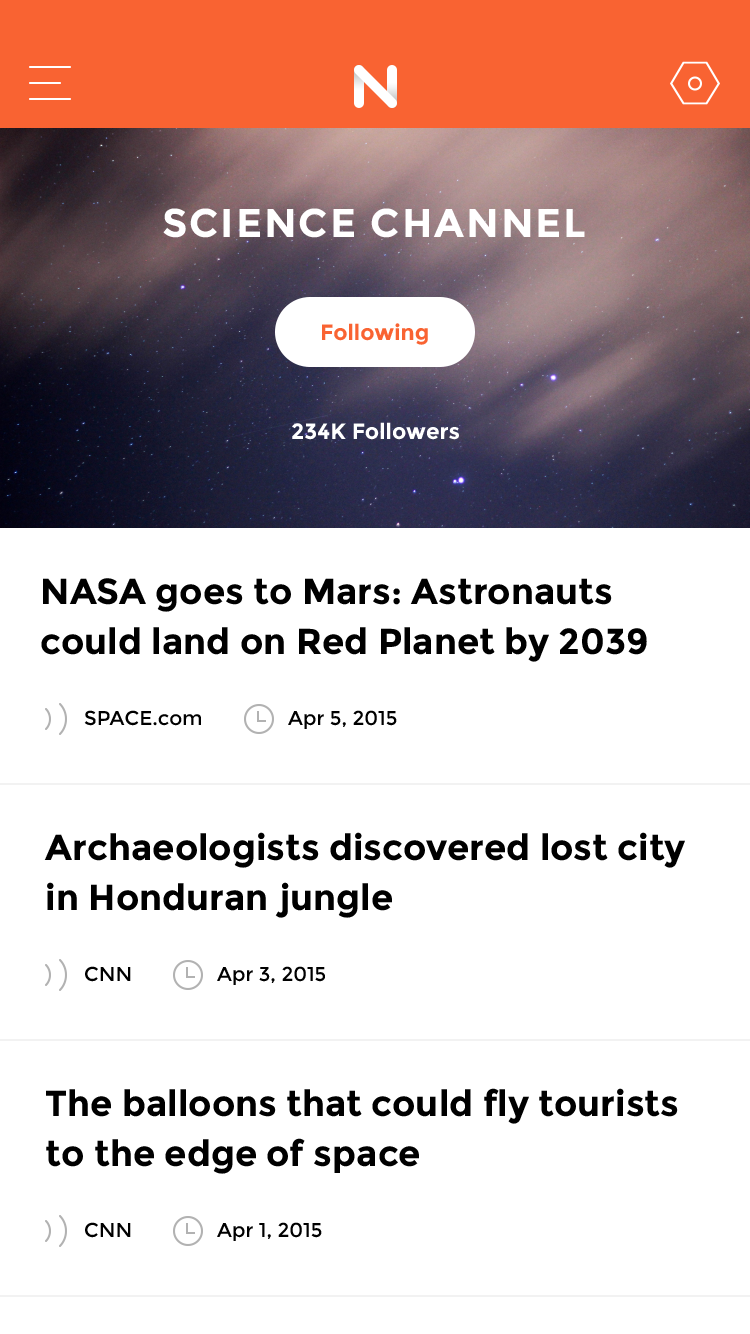 N
SCIENCE CHANNEL
Following
234K Followers
NASA goes to Mars: Astronauts
could land on Red Planet by 2039
SPACE.com Apr 5, 2015
Archaeologists discovered lost city
in Honduran jungle
CNN Apr 3, 2015
The balloons that could fly tourists
to the edge of space
CNN Apr 1, 2015